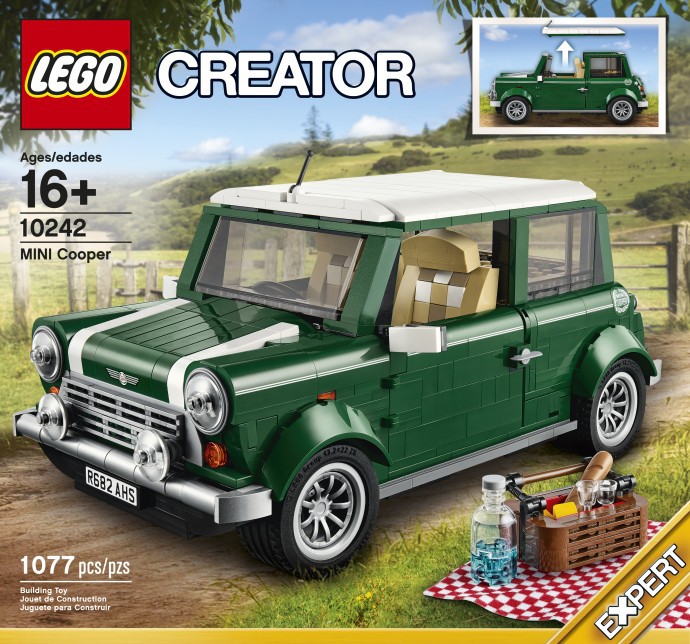 LEGO
CREATOR
Ages/edades
16+
10242
MINI Cooper
R682 AHS
1077 pcs/pzs
Building Toy
Jouet de Construction
Juguete para Construir
EXPERT